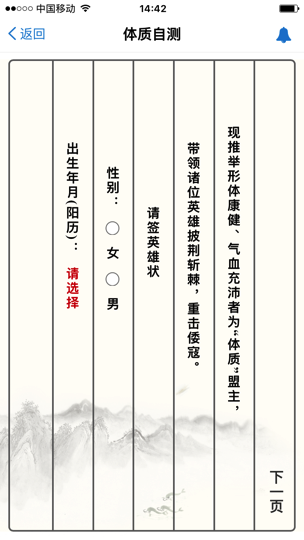 中国移动
14:42
返回
体质自测
现推举形体康健、气血充沛者为“体质”盟主，
带领诸位英雄披荆斩棘，重击倭寇。
请签英雄状
性别： 女 男
出生年月(阳历)： 请选择
下一页